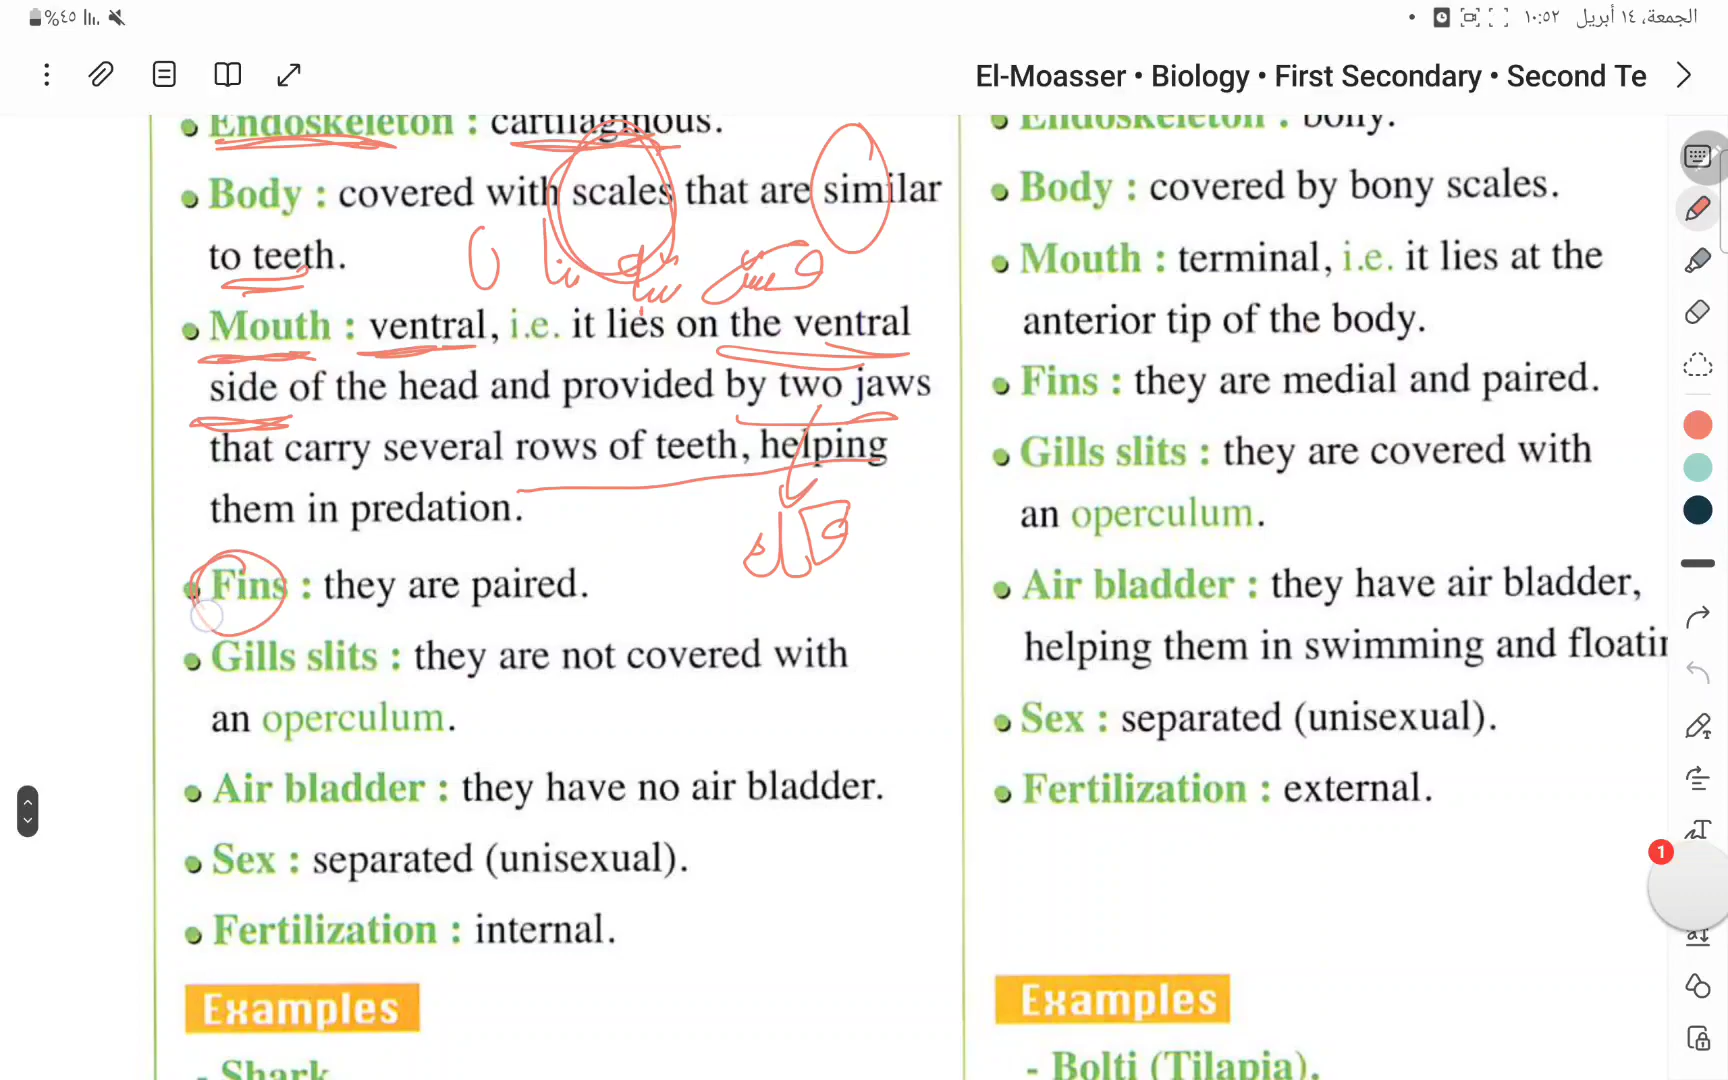 %٤٥
الجمعة، ١٤ أبريل ١٠:٥٢
El-Moasser • Biology • First Secondary • Second Te
Endoskeleton : cartilaginous.
Body : covered with scales that are similar
to teeth.
Mouth : ventral, i.e. it lies on the ventral
side of the head and provided by two jaws
that carry several rows of teeth, helping
them in predation.
Fins : they are paired.
Gills slits : they are not covered with
an operculum.
Air bladder : they have no air bladder.
Sex : separated (unisexual).
Fertilization : internal.
Examples
- Shark
Endoskeleton : bony.
Body : covered by bony scales.
Mouth : terminal, i.e. it lies at the
anterior tip of the body.
Fins : they are medial and paired.
Gills slits : they are covered with
an operculum.
Air bladder : they have air bladder,
helping them in swimming and floatin
Sex : separated (unisexual).
Fertilization : external.
Examples
- Bolti (Tilapia).
1